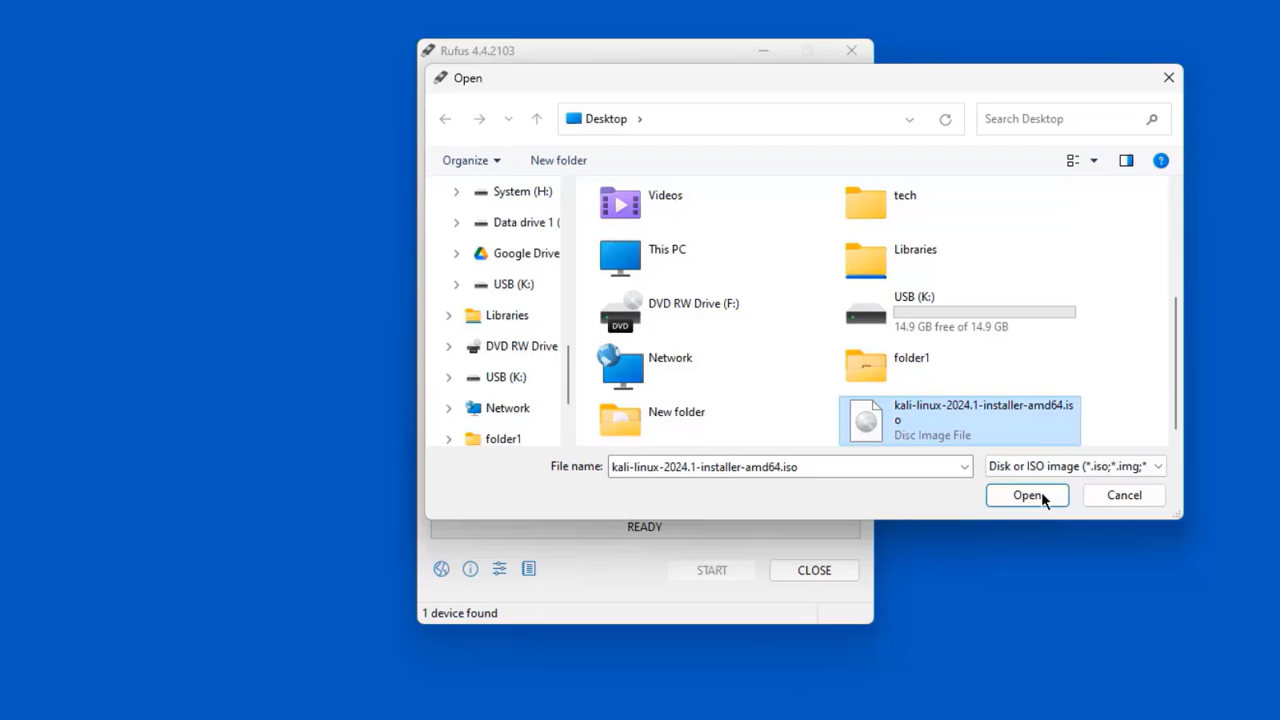 Rufus 4.4.2103
Open
Desktop
Search Desktop
Organize
New folder
System (H:)
Data drive 1 (
Google Drive
USB (K:)
Libraries
DVD RW Drive
USB (K:)
Network
folder1
Videos
tech
This PC
Libraries
DVD RW Drive (F:)
DVD
USB (K:)
14.9 GB free of 14.9 GB
Network
folder1
New folder
kali-linux-2024.1-installer-amd64.is
o
Disc Image File
File name:
kali-linux-2024.1-installer-amd64.iso
Disk or ISO image (*.iso;*.img;*
Open
Cancel
READY
START
CLOSE
1 device found